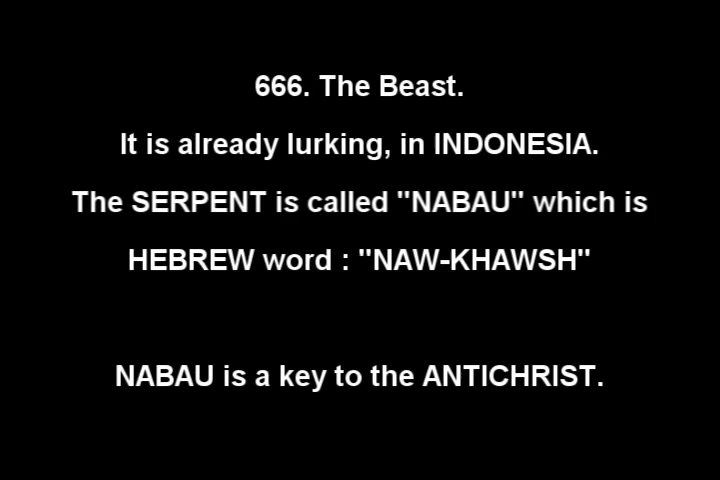 666. The Beast.
It is already lurking, in INDONESIA.
The SERPENT is called "NABAU" which is
HEBREW word : "NAW-KHAWSH"
NABAU is a key to the ANTICHRIST.